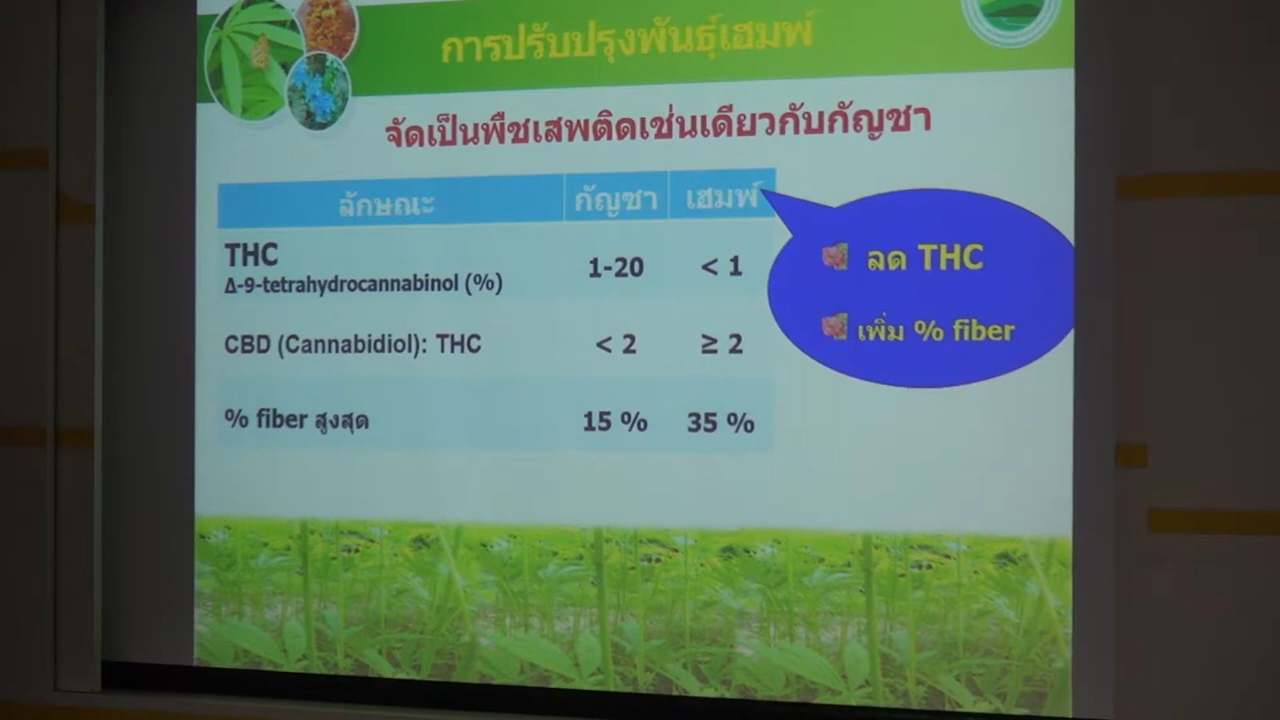 การปรับปรุงพันธุ์เฮมพ์
จัดเป็นพืชเสพติดเช่นเดียวกับกัญชา
ลักษณะ กัญชา เฮมพ์
THC
Δ-9-tetrahydrocannabinol (%) 1-20 < 1
CBD (Cannabidiol): THC < 2 ≥ 2
% fiber สูงสุด 15 % 35 %
ลด THC
เพิ่ม % fiber